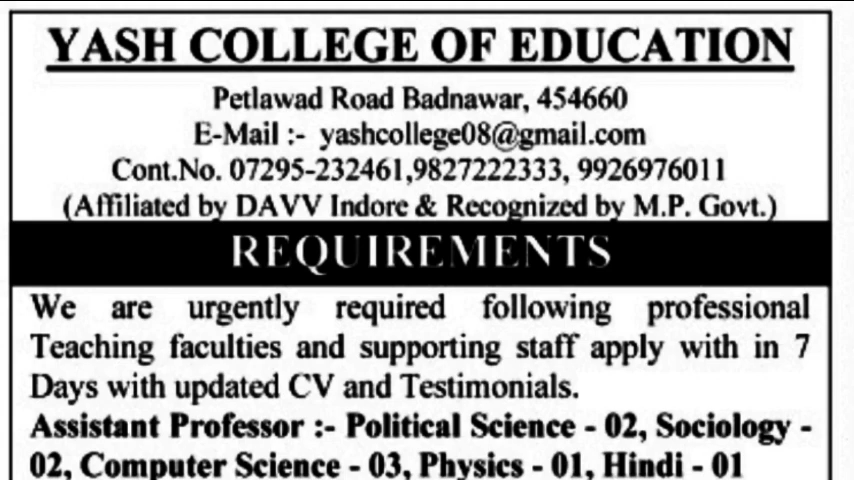 YASH COLLEGE OF EDUCATION
Petlawad Road Badnawar, 454660
E-Mail :- yashcollege08@gmail.com
Cont.No. 07295-232461,9827222333, 9926976011
(Affiliated by DAVV Indore & Recognized by M.P. Govt.)
REQUIREMENTS
We are urgently required following professional
Teaching faculties and supporting staff apply with in 7
Days with updated CV and Testimonials.
Assistant Professor :- Political Science - 02, Sociology -
02, Computer Science - 03, Physics - 01, Hindi - 01